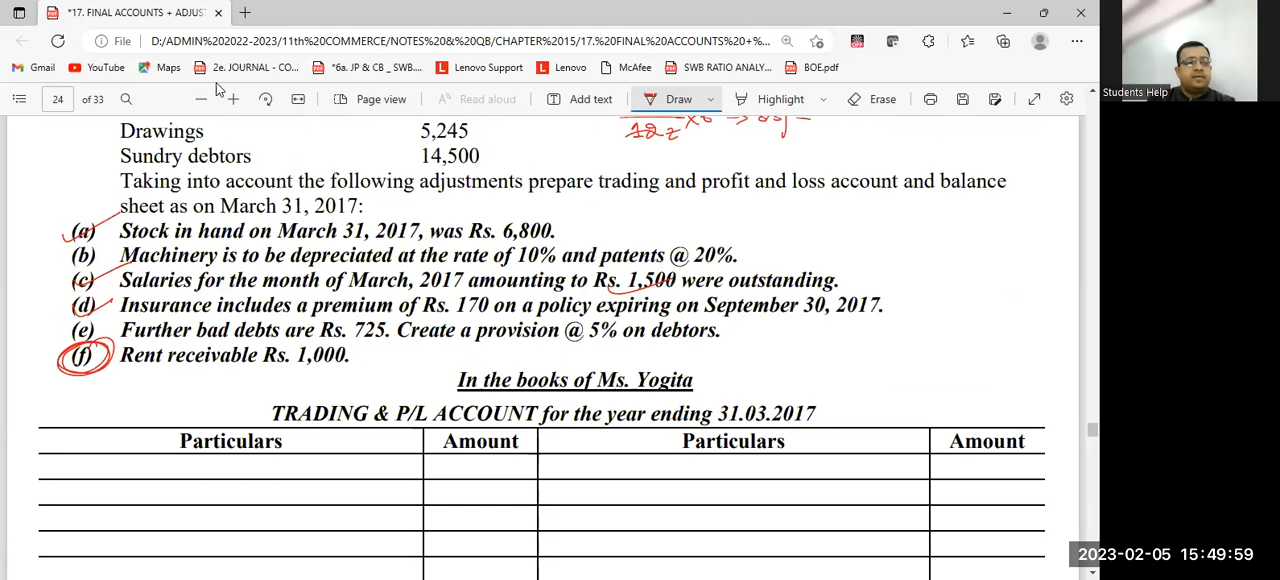 *17. FINAL ACCOUNTS + ADJUST
File D:/ADMIN%202022-2023/11th%20COMMERCE/NOTES%20&%20QB/CHAPTER%2015/17.%20FINAL%20ACCOUNTS%20+%...
Gmail YouTube Maps 2e. JOURNAL - CO... *6a. JP & CB _ SWB.... Lenovo Support Lenovo McAfee SWB RATIO ANALY... BOE.pdf
24 of 33 Page view Read aloud Add text Draw Highlight Erase
Students Help
Drawings 5,245
Sundry debtors 14,500
Taking into account the following adjustments prepare trading and profit and loss account and balance
sheet as on March 31, 2017:
(a) Stock in hand on March 31, 2017, was Rs. 6,800.
(b) Machinery is to be depreciated at the rate of 10% and patents @ 20%.
(c) Salaries for the month of March, 2017 amounting to Rs. 1,500 were outstanding.
(d) Insurance includes a premium of Rs. 170 on a policy expiring on September 30, 2017.
(e) Further bad debts are Rs. 725. Create a provision @ 5% on debtors.
(f) Rent receivable Rs. 1,000.
In the books of Ms. Yogita
TRADING & P/L ACCOUNT for the year ending 31.03.2017
Particulars Amount Particulars Amount
2023-02-05 15:49:59